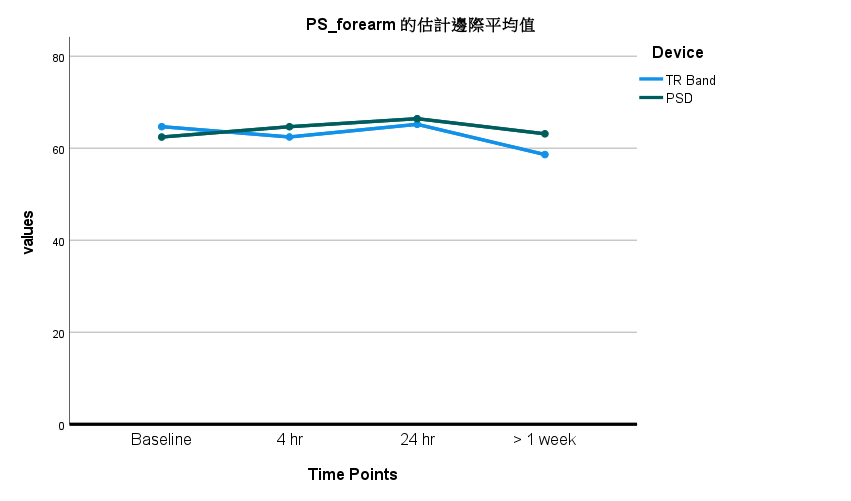 PS_forearm 的估計邊際平均值
Device
TR Band
PSD
80
60
40
20
0
values
Baseline
4 hr
24 hr
> 1 week
Time Points